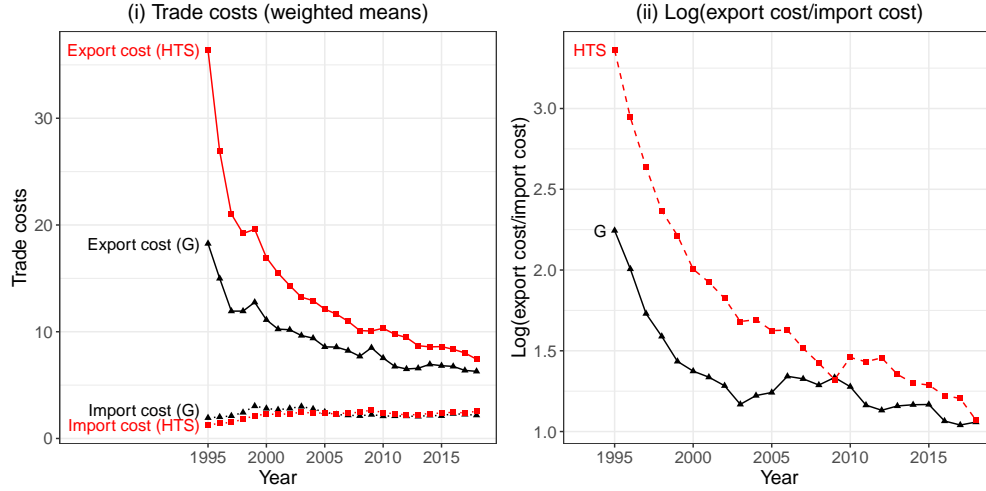 (i) Trade costs (weighted means)
Export cost (HTS)
Export cost (G)
Import cost (G)
Import cost (HTS)
Trade costs
30
20
10
0
1995
2000
2005
2010
2015
Year
(ii) Log(export cost/import cost)
HTS
G
Log(export cost/import cost)
3.0
2.5
2.0
1.5
1.0
1995
2000
2005
2010
2015
Year